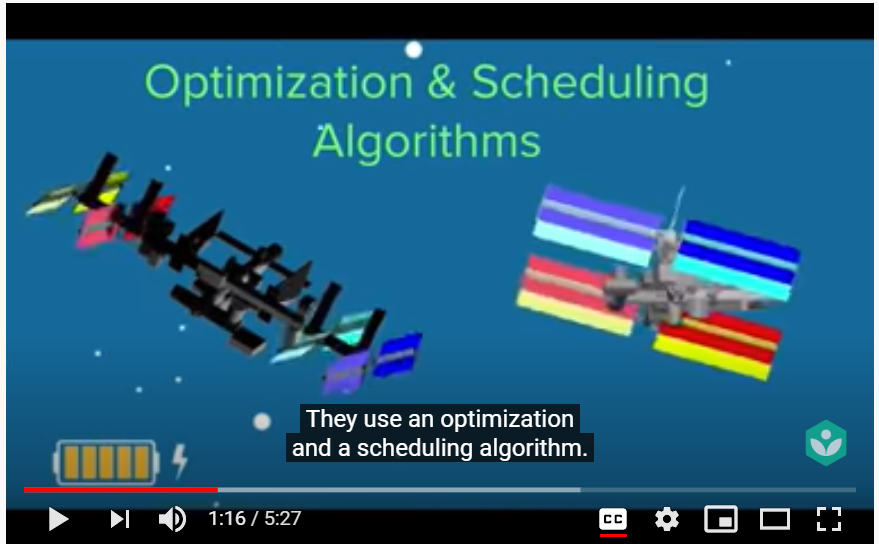 Optimization & Scheduling
Algorithms
They use an optimization
and a scheduling algorithm.
1:16 / 5:27
CC